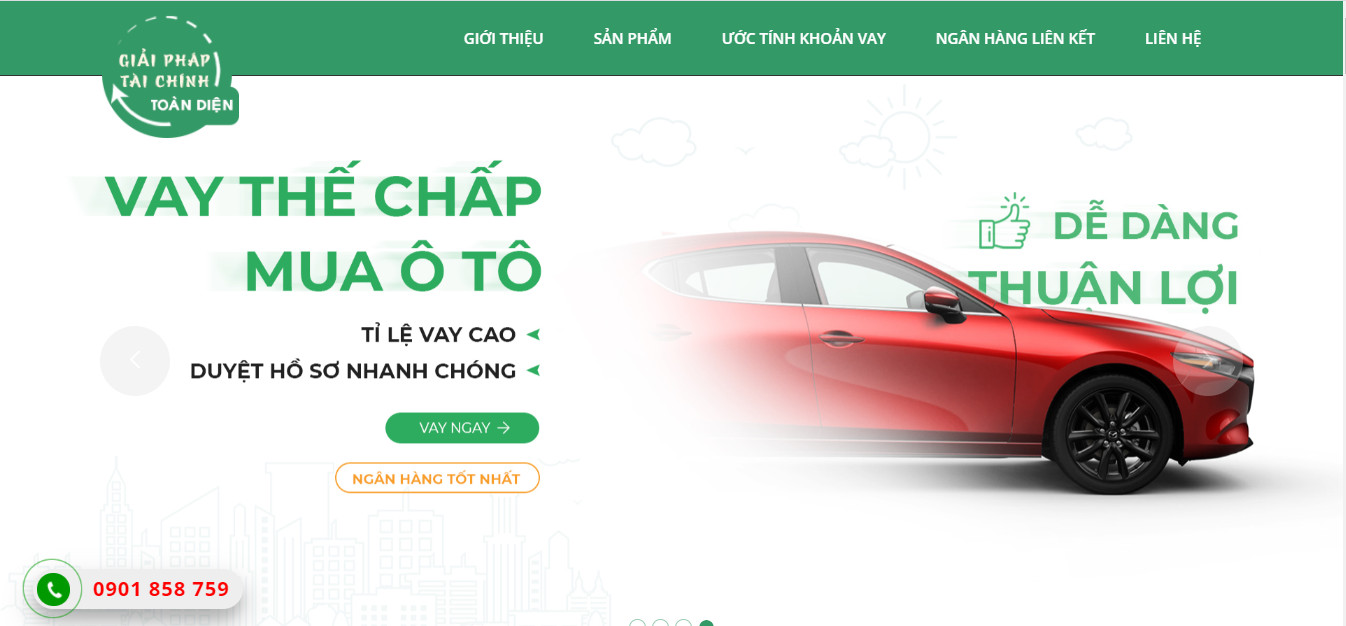 GIẢI PHÁP
TÀI CHÍNH
TOÀN DIỆN
GIỚI THIỆU
SẢN PHẨM
ƯỚC TÍNH KHOẢN VAY
NGÂN HÀNG LIÊN KẾT
LIÊN HỆ
VAY THẾ CHẤP
MUA Ô TÔ
TỈ LỆ VAY CAO
DUYỆT HỒ SƠ NHANH CHÓNG
VAY NGAY
NGÂN HÀNG TỐT NHẤT
DỄ DÀNG
THUẬN LỢI
0901 858 759